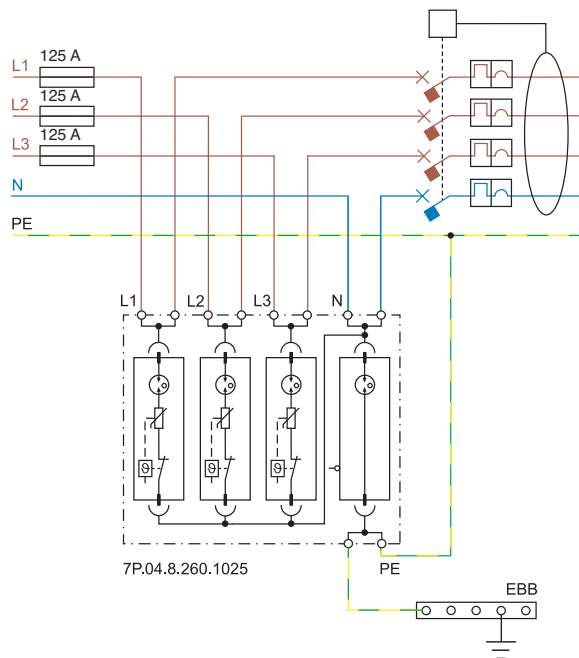 125 A
L1
125 A
L2
125 A
L3
N
PE
L1 L2 L3 N
ϑ ϑ ϑ
7P.04.8.260.1025 PE
EBB